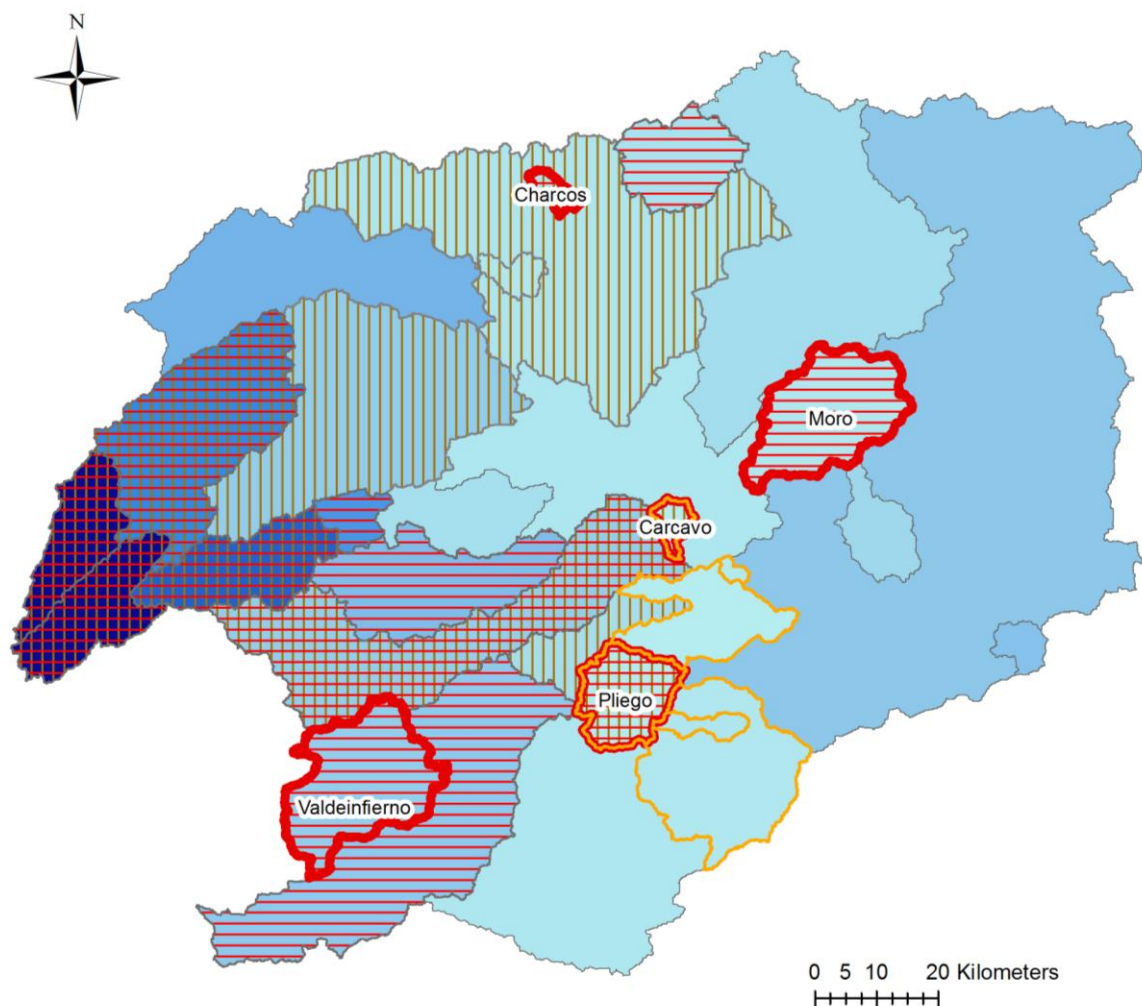 N
Charcos
Moro
Carcavo
Pliego
Valdeinfierno
0 5 10 20 Kilometers